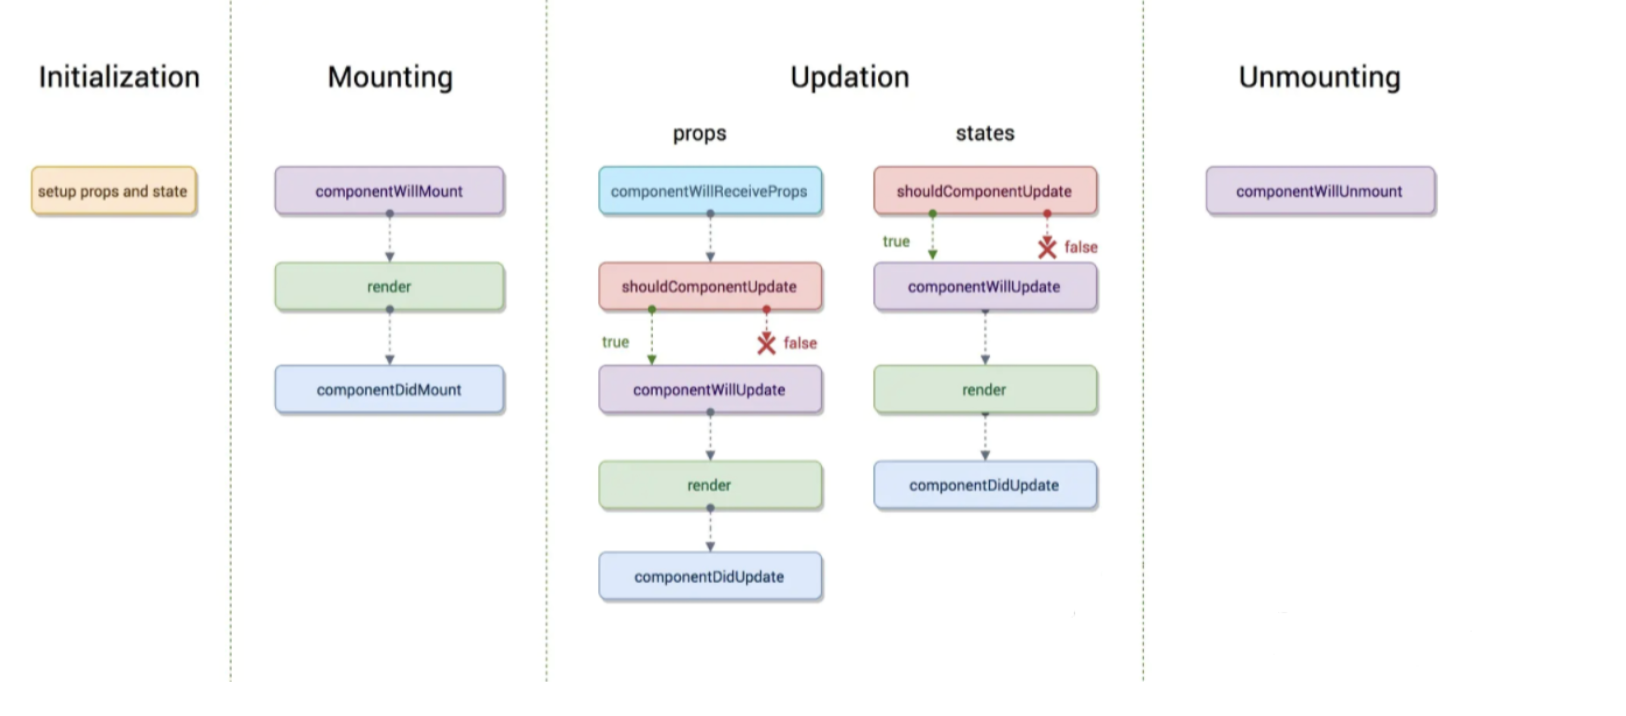 Initialization
setup props and state
Mounting
componentWillMount
render
componentDidMount
Updation
props
componentWillReceiveProps
shouldComponentUpdate
true
false
componentWillUpdate
render
componentDidUpdate
states
shouldComponentUpdate
true
false
componentWillUpdate
render
componentDidUpdate
Unmounting
componentWillUnmount